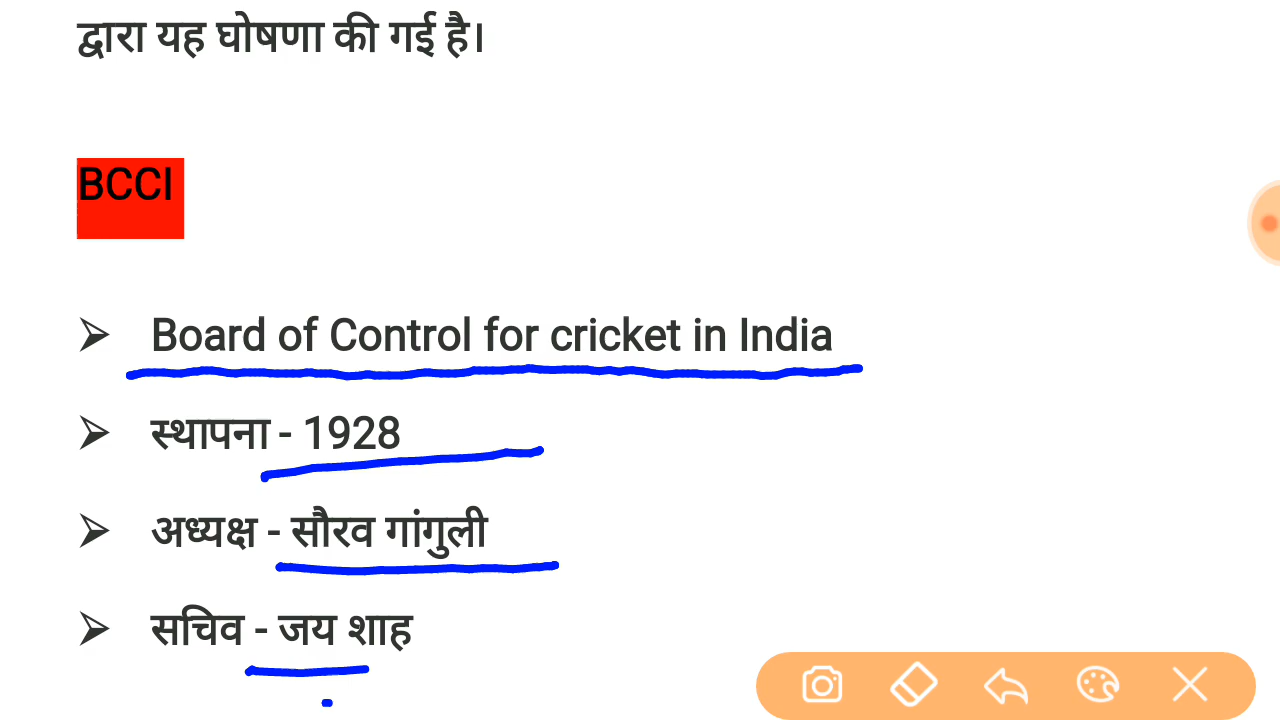 द्वारा यह घोषणा की गई है।
BCCI
Board of Control for cricket in India
स्थापना - 1928
अध्यक्ष - सौरव गांगुली
सचिव - जय शाह